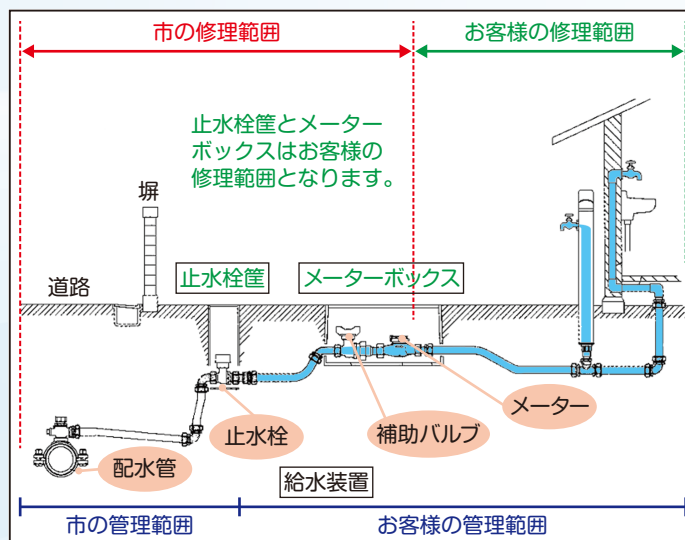 市の修理範囲
お客様の修理範囲
止水栓筐とメーター
ボックスはお客様の
修理範囲となります。
塀
道路
止水栓筐
メーターボックス
メーター
止水栓
補助バルブ
配水管
給水装置
市の管理範囲
お客様の管理範囲